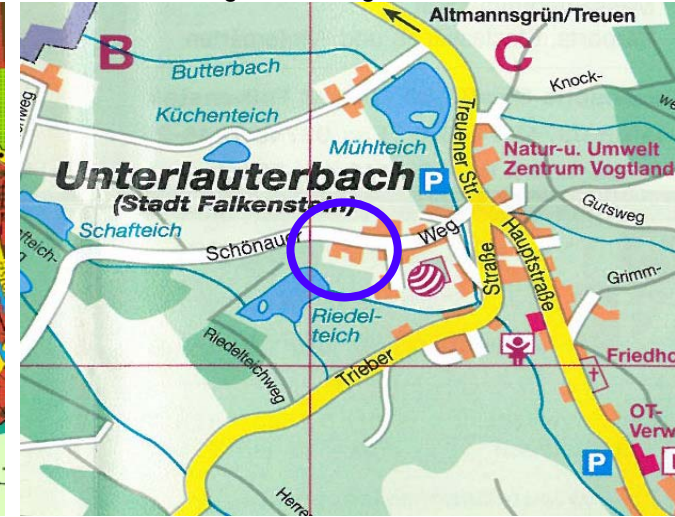 Altmannsgrün/Treuen
B
C
Butterbach
Knock-
Küchenteich
Treuener Str.
Mühlteich
Natur-u. Umwelt
Zentrum Vogtland
P
Unterlauterbach
(Stadt Falkenstein)
Gutsweg
Schafteich
Schönauer Weg
Hauptstraße
Grimm-
Riedel-
teich
Riedelteichweg
Trieber Straße
Friedho
OT-
Verw
P
Herre